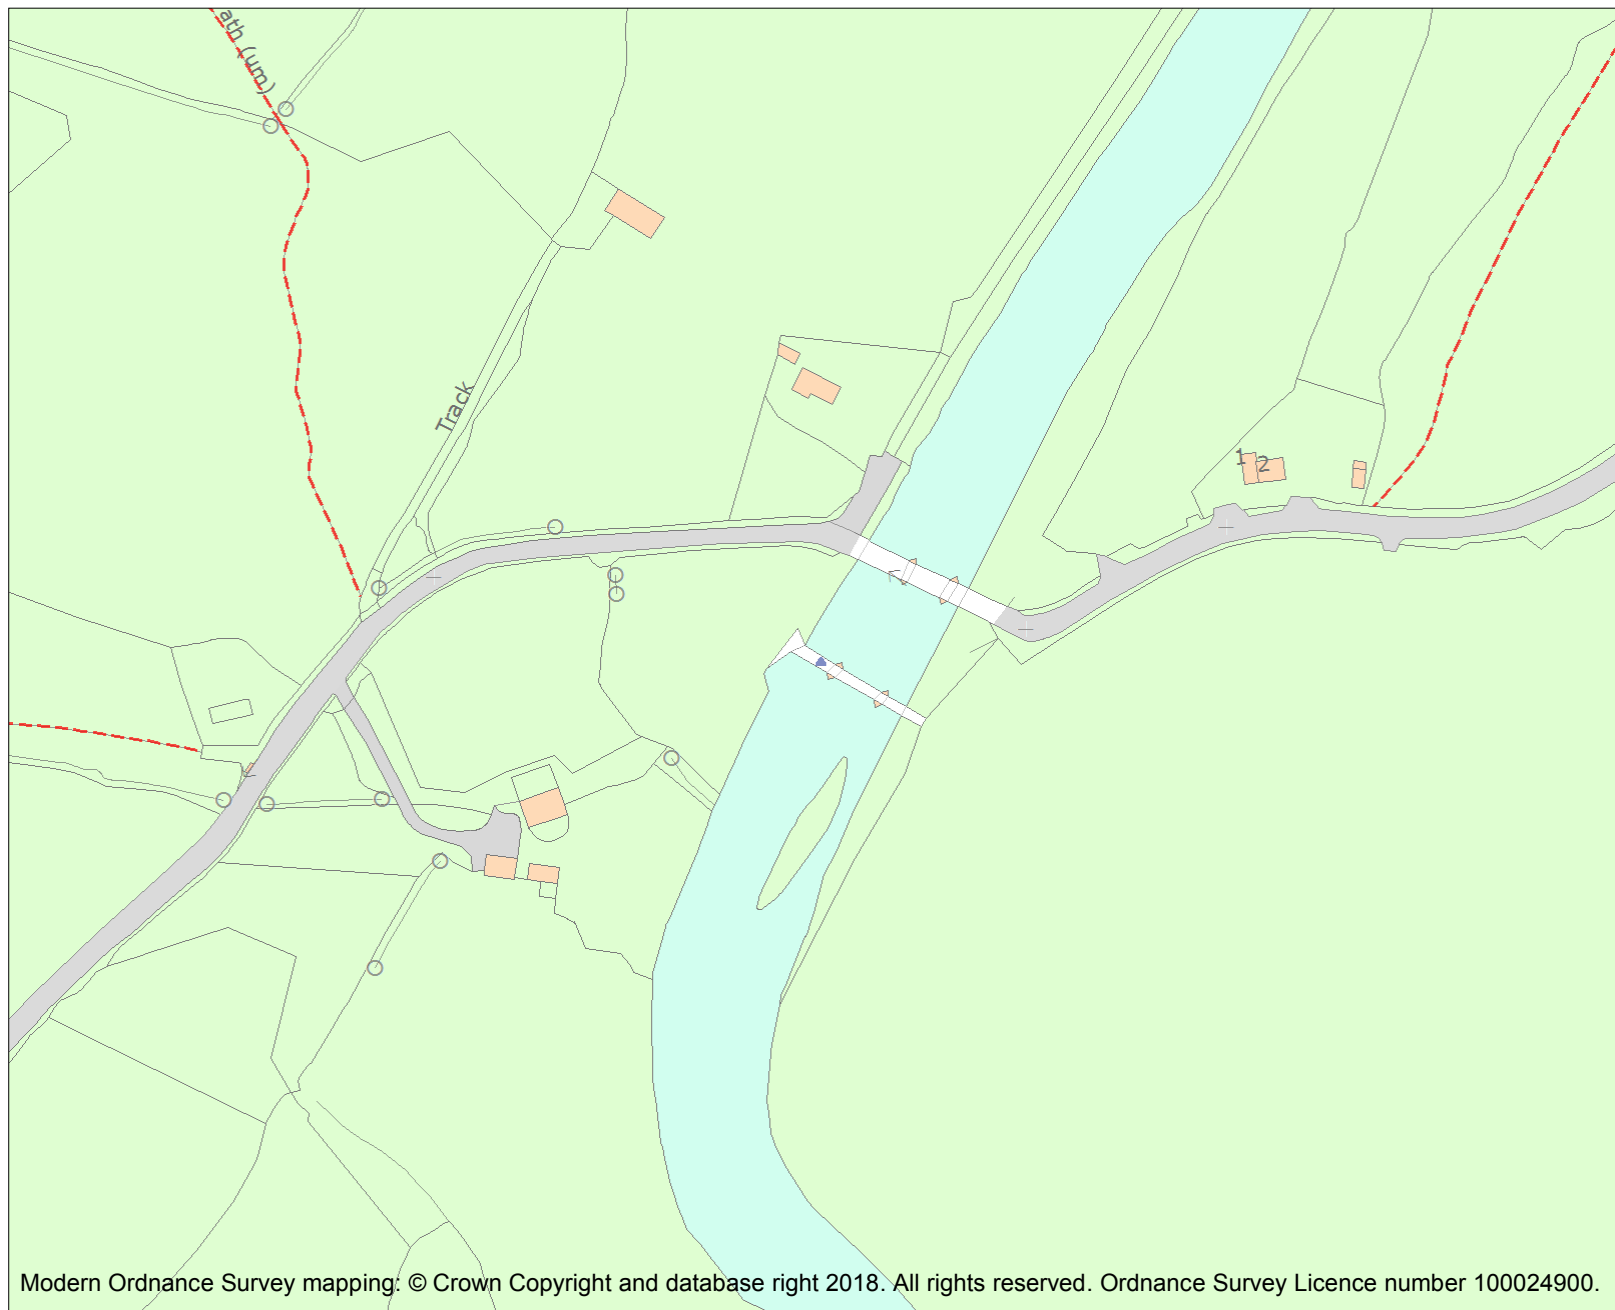 ath (um)
Track
1
2
Modern Ordnance Survey mapping: © Crown Copyright and database right 2018. All rights reserved. Ordnance Survey Licence number 100024900.